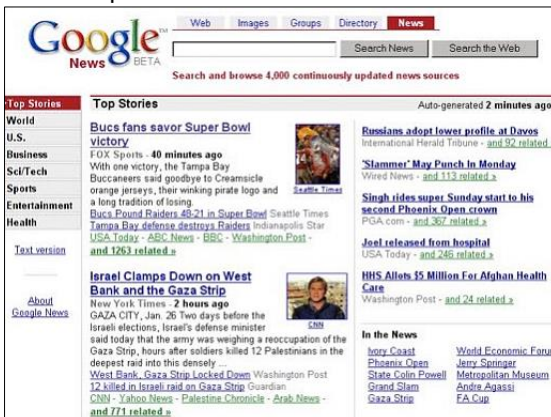 Web Images Groups Directory News
Google™
News BETA
Search News Search the Web
Search and browse 4,000 continuously updated news sources
Top Stories
World
U.S.
Business
Sci/Tech
Sports
Entertainment
Health
Text version
About
Google News
Top Stories Auto-generated 2 minutes ago
Bucs fans savor Super Bowl
victory
FOX Sports - 40 minutes ago
With one victory, the Tampa Bay
Buccaneers said goodbye to Creamsicle
orange jerseys, their winking pirate logo and
a long tradition of losing.
Seattle Times
Bucs Pound Raiders 48-21 in Super Bowl Seattle Times
Tampa Bay defense destroys Raiders Indianapolis Star
USA Today - ABC News - BBC - Washington Post -
and 1263 related »
Israel Clamps Down on West
Bank and the Gaza Strip
New York Times - 2 hours ago
GAZA CITY, Jan. 26 Two days before the
Israeli elections, Israel's defense minister
said today that the army was weighing a reoccupation of the
Gaza Strip, hours after soldiers killed 12 Palestinians in the
deepest raid into this densely ...
CNN
West Bank, Gaza Strip Locked Down Washington Post
12 killed in Israeli raid on Gaza Strip Guardian
CNN - Yahoo News - Palestine Chronicle - Arab News -
and 771 related »
Russians adopt lower profile at Davos
International Herald Tribune - and 92 related
'Slammer' May Punch In Monday
Wired News - and 113 related »
Singh rides super Sunday start to his
second Phoenix Open crown
PGA.com - and 367 related »
Joel released from hospital
USA Today - and 246 related »
HHS Allots $5 Million For Afghan Health
Care
Washington Post - and 24 related »
In the News
Ivory Coast World Economic Foru
Phoenix Open Jerry Springer
State Colin Powell Metropolitan Museum
Grand Slam Andre Agassi
Gaza Strip FA Cup